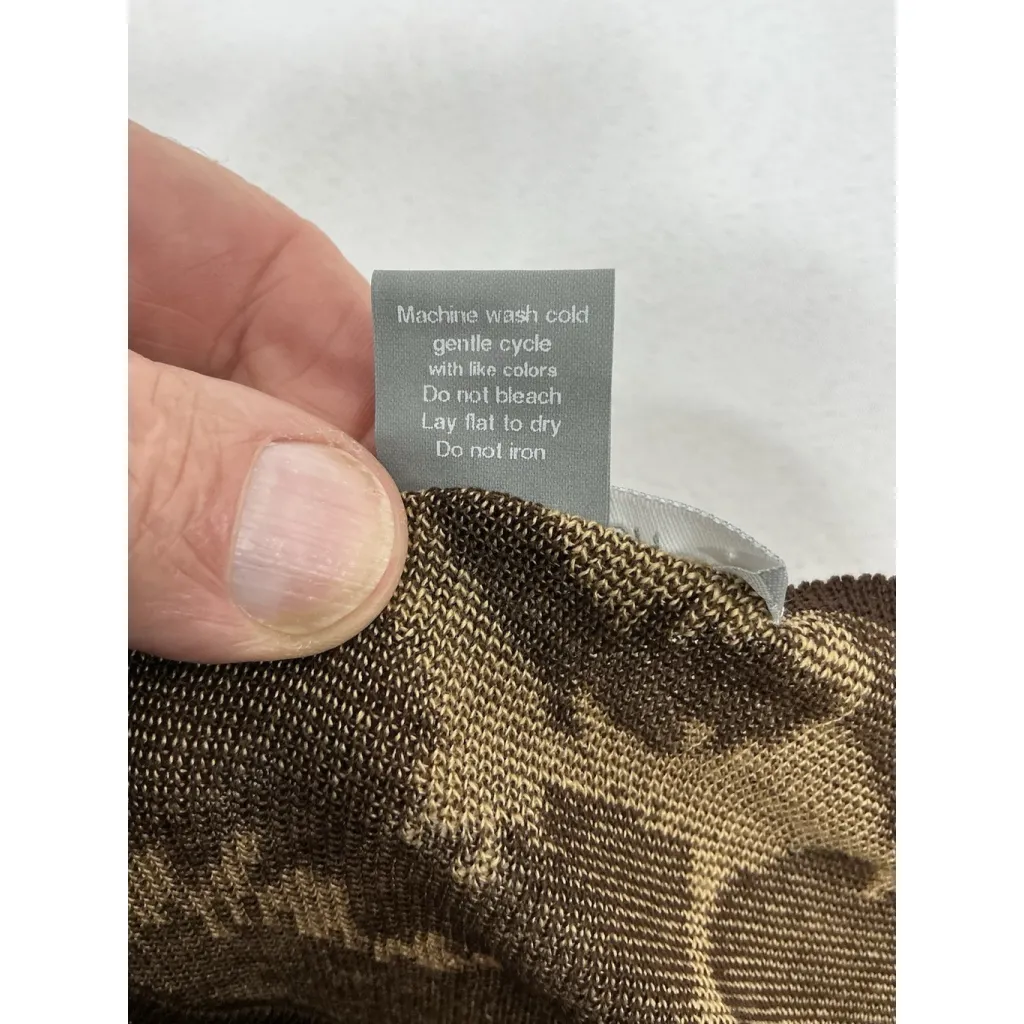 Machine wash cold
gentle cycle
with like colors
Do not bleach
Lay flat to dry
Do not iron